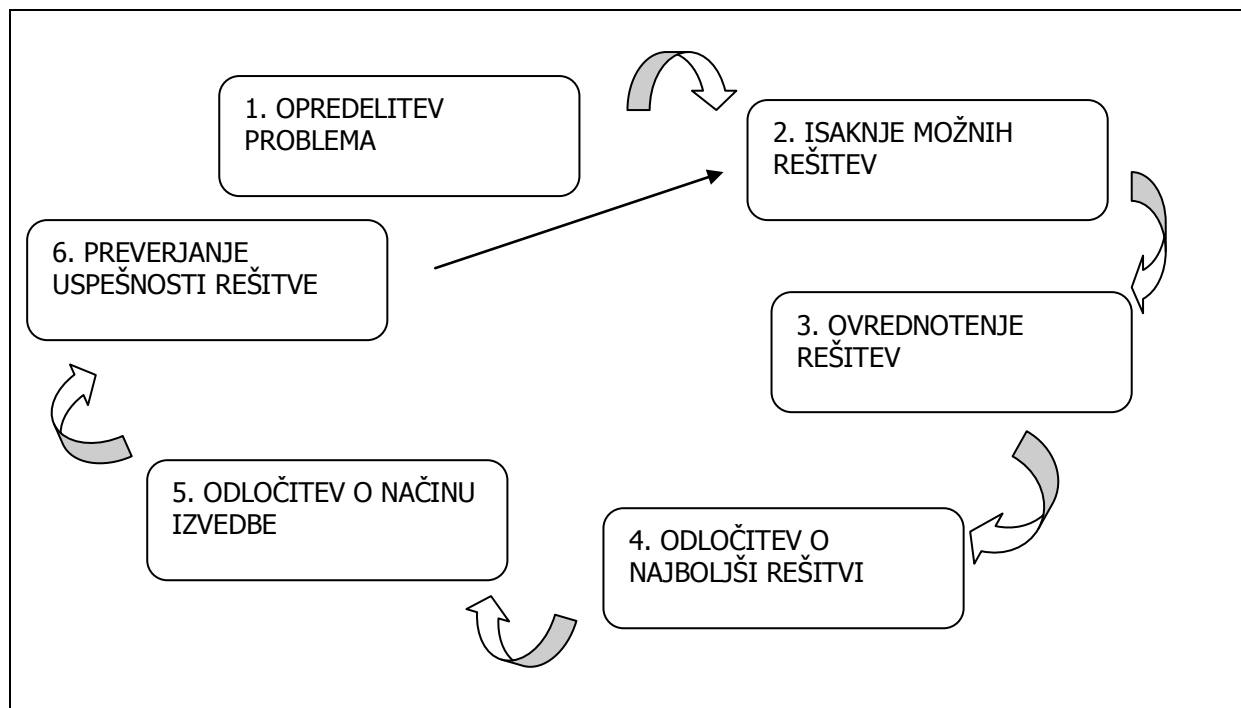 1. OPREDELITEV
PROBLEMA
2. ISAKNJE MOŽNIH
REŠITEV
3. OVREDNOTENJE
REŠITEV
4. ODLOČITEV O
NAJBOLJŠI REŠITVI
5. ODLOČITEV O NAČINU
IZVEDBE
6. PREVERJANJE
USPEŠNOSTI REŠITVE